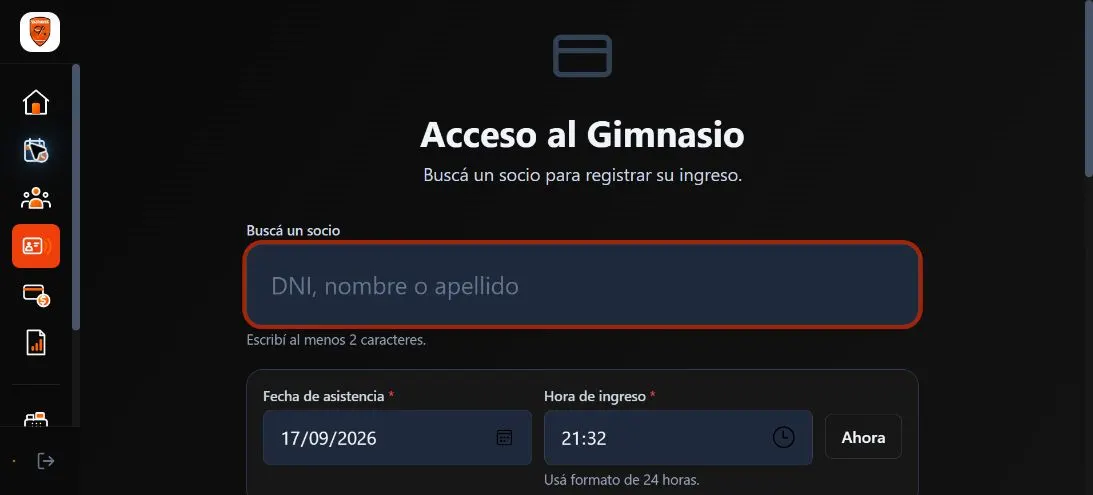 Acceso al Gimnasio
Buscá un socio para registrar su ingreso.
Buscá un socio
DNI, nombre o apellido
Escribí al menos 2 caracteres.
Fecha de asistencia *
Hora de ingreso *
17/09/2026
21:32
Ahora
Usá formato de 24 horas.